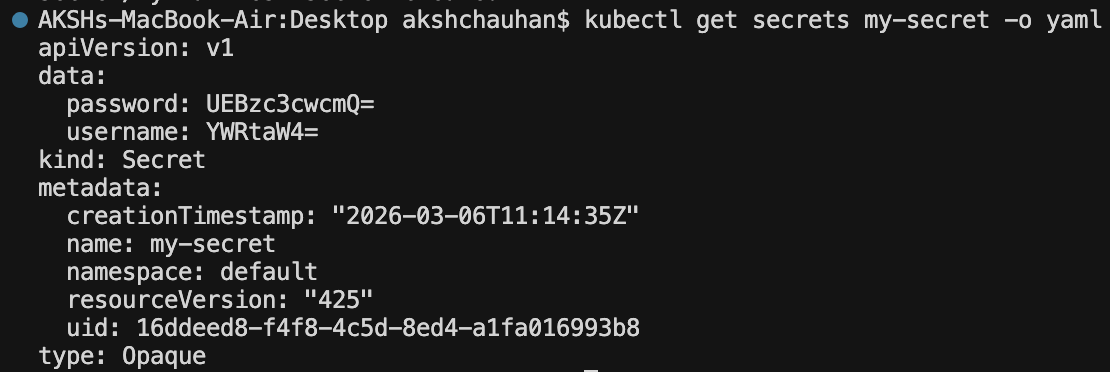 AKSHs-MacBook-Air:Desktop akshchauhan$ kubectl get secrets my-secret -o yaml
apiVersion: v1
data:
  password: UEBzc3cwcmQ=
  username: YWRtaW4=
kind: Secret
metadata:
  creationTimestamp: "2026-03-06T11:14:35Z"
  name: my-secret
  namespace: default
  resourceVersion: "425"
  uid: 16ddeed8-f4f8-4c5d-8ed4-a1fa016993b8
type: Opaque